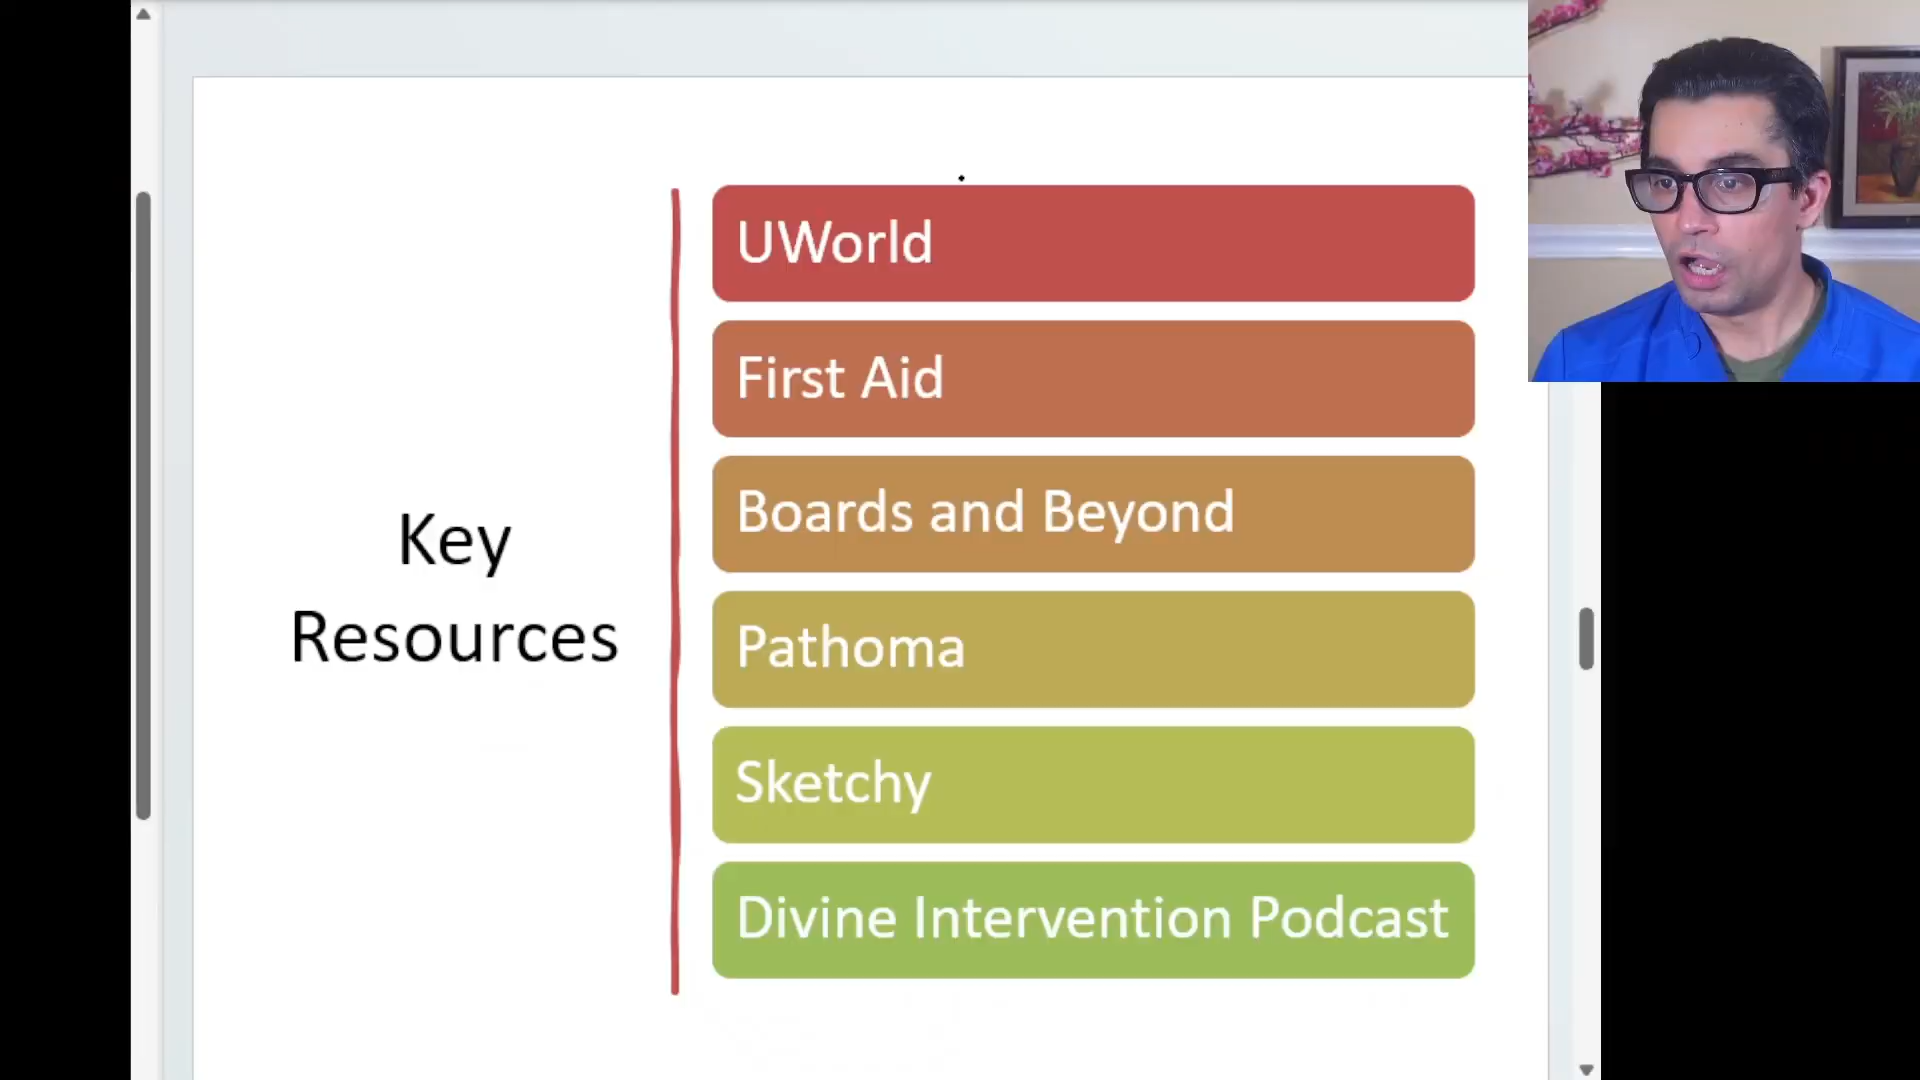 Key
Resources
UWorld
First Aid
Boards and Beyond
Pathoma
Sketchy
Divine Intervention Podcast